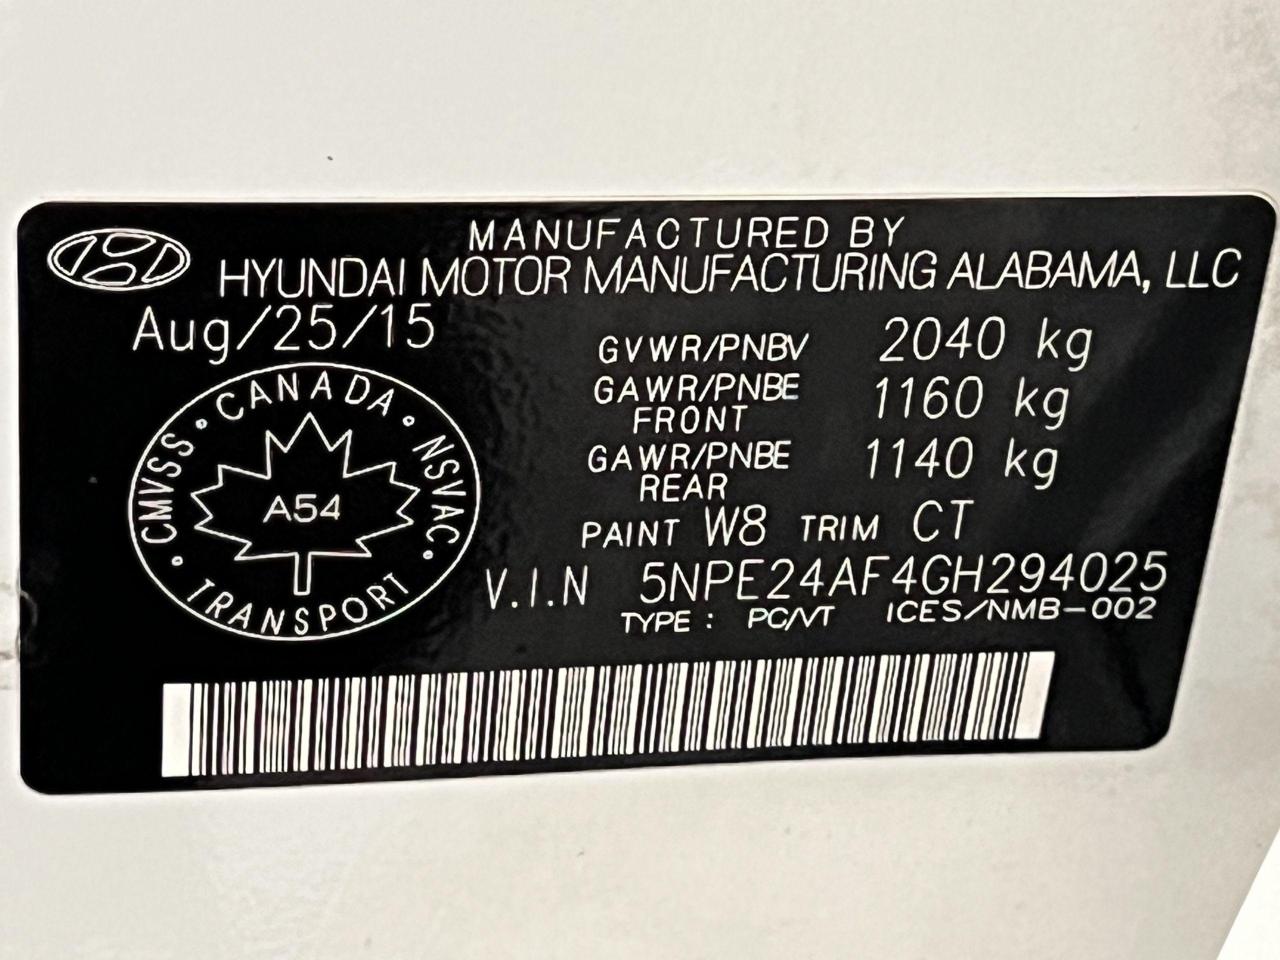 MANUFACTURED BY
HYUNDAI MOTOR MANUFACTURING ALABAMA, LLC
Aug/25/15
GVWR/PNBV 2040 kg
GAWR/PNBE FRONT 1160 kg
GAWR/PNBE REAR 1140 kg
PAINT W8 TRIM CT
V.I.N 5NPE24AF4GH294025
TYPE : PC/VT ICES/NMB-002
CANADA
CMVSS · NSVAC
A54
TRANSPORT